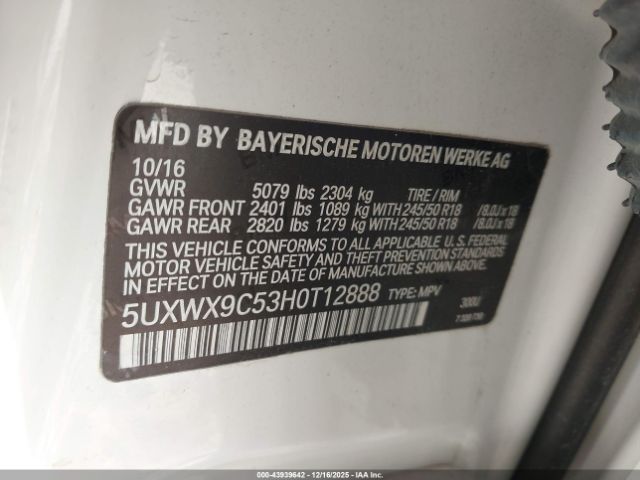 MFD BY BAYERISCHE MOTOREN WERKE AG
10/16
GVWR 5079 lbs 2304 kg TIRE / RIM
GAWR FRONT 2401 lbs 1089 kg WITH 245/50 R18 /8.0J x 18
GAWR REAR 2820 lbs 1279 kg WITH 245/50 R18 /8.0J x 18
THIS VEHICLE CONFORMS TO ALL APPLICABLE U. S. FEDERAL
MOTOR VEHICLE SAFETY AND THEFT PREVENTION STANDARDS
IN EFFECT ON THE DATE OF MANUFACTURE SHOWN ABOVE.
5UXWX9C53H0T12888 TYPE: MPV 300U
000-43939642 - 12/16/2025 - IAA Inc.